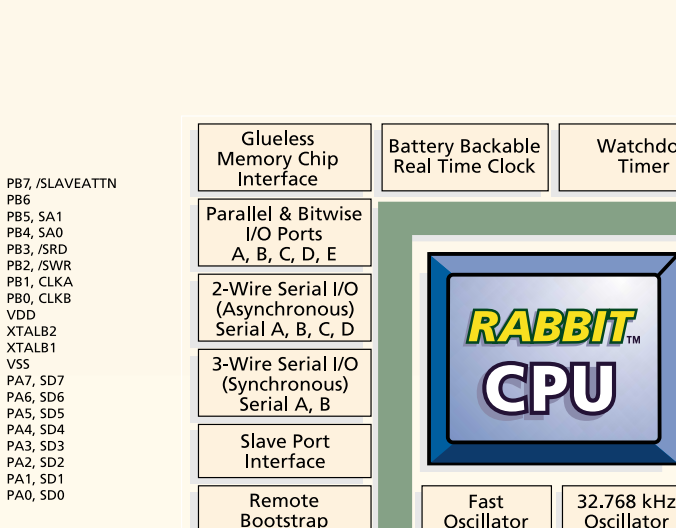 Glueless
Memory Chip
Interface
Battery Backable
Real Time Clock
Watchdo
Timer
PB7, /SLAVEATTN
PB6
PB5, SA1
PB4, SA0
PB3, /SRD
PB2, /SWR
PB1, CLKA
PB0, CLKB
VDD
XTALB2
XTALB1
VSS
PA7, SD7
PA6, SD6
PA5, SD5
PA4, SD4
PA3, SD3
PA2, SD2
PA1, SD1
PA0, SD0
Parallel & Bitwise
I/O Ports
A, B, C, D, E
2-Wire Serial I/O
(Asynchronous)
Serial A, B, C, D
3-Wire Serial I/O
(Synchronous)
Serial A, B
Slave Port
Interface
Remote
Bootstrap
RABBIT™
CPU
Fast
Oscillator
32.768 kHz
Oscillator